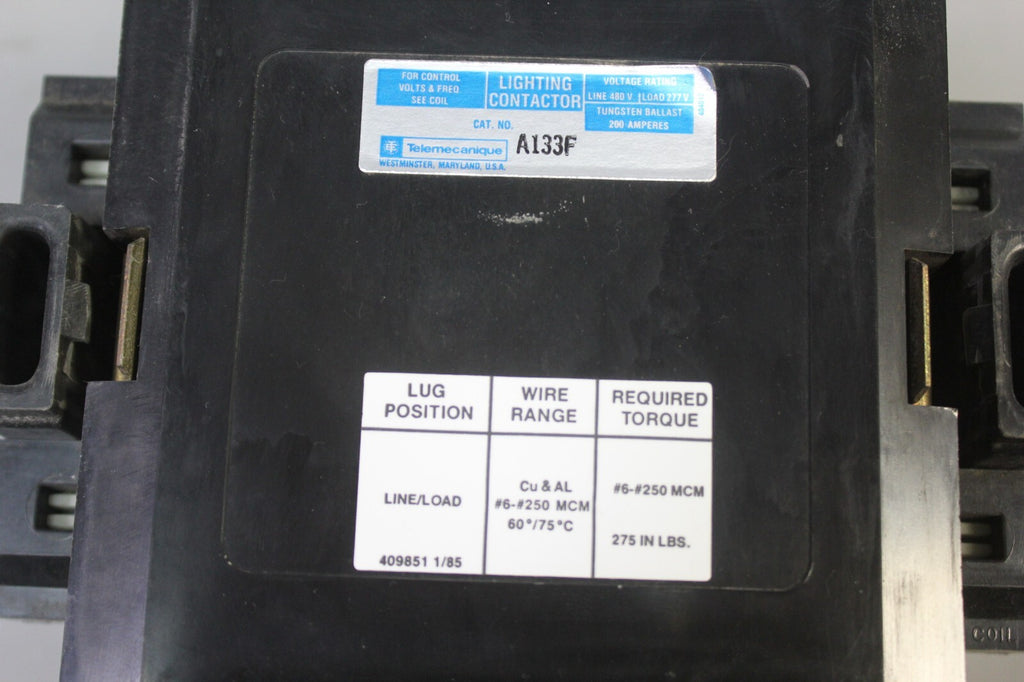 FOR CONTROL
VOLTS & FREQ.
SEE COIL
LIGHTING
CONTACTOR
VOLTAGE RATING
LINE 480 V LOAD 277 V
TUNGSTEN BALLAST
200 AMPERES
CAT. NO.
A133F
TE Telemecanique
WESTMINSTER, MARYLAND, U.S.A.
LUG
POSITION
WIRE
RANGE
REQUIRED
TORQUE
LINE/LOAD
Cu & AL
#6-#250 MCM
60°/75°C
#6-#250 MCM
275 IN LBS.
409851 1/85
COIL